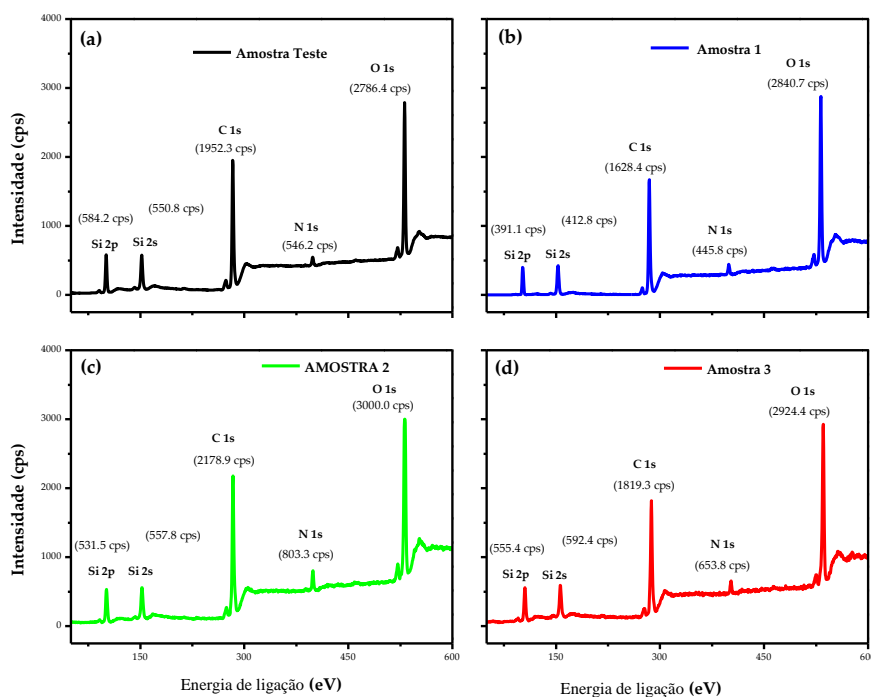 (a)
Amostra Teste
O 1s
(2786.4 cps)
C 1s
(1952.3 cps)
(584.2 cps)
(550.8 cps)
Si 2p
Si 2s
N 1s
(546.2 cps)
Intensidade (cps)
4000
3000
2000
1000
0
(b)
Amostra 1
O 1s
(2840.7 cps)
C 1s
(1628.4 cps)
(391.1 cps)
(412.8 cps)
Si 2p
Si 2s
N 1s
(445.8 cps)
(c)
AMOSTRA 2
O 1s
(3000.0 cps)
C 1s
(2178.9 cps)
(531.5 cps)
(557.8 cps)
Si 2p
Si 2s
N 1s
(803.3 cps)
Intensidade (cps)
4000
3000
2000
1000
0
150
300
450
600
Energia de ligação (eV)
(d)
Amostra 3
O 1s
(2924.4 cps)
C 1s
(1819.3 cps)
(555.4 cps)
(592.4 cps)
Si 2p
Si 2s
N 1s
(653.8 cps)
150
300
450
Energia de ligação (eV)